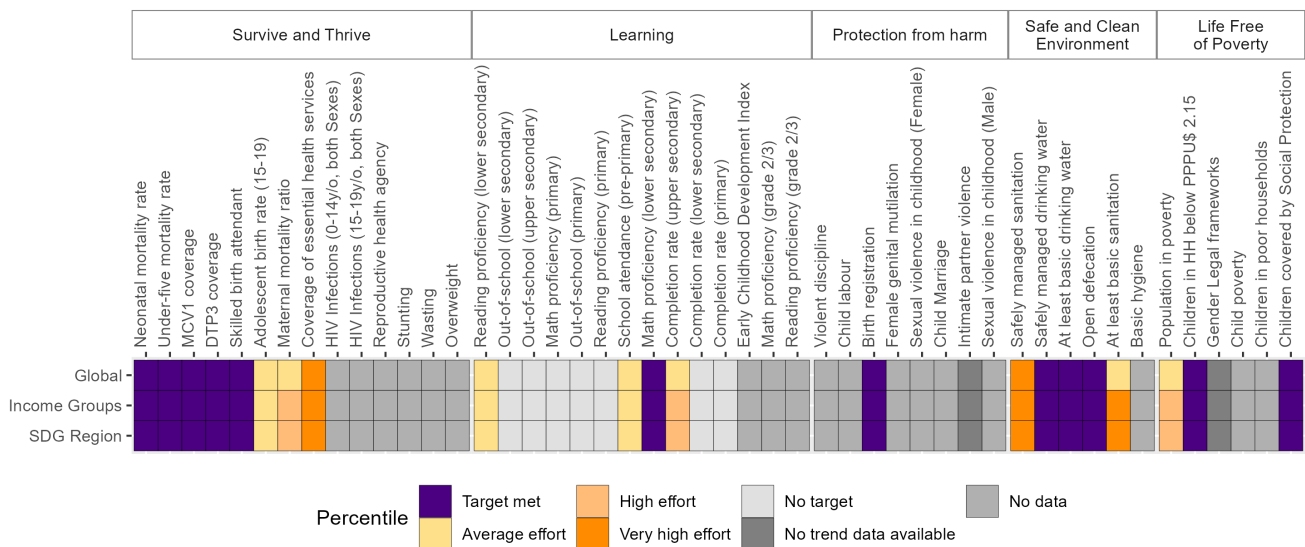 Survive and Thrive
Learning
Protection from harm
Safe and Clean
Environment
Life Free
of Poverty
Neonatal mortality rate
Under-five mortality rate
MCV1 coverage
DTP3 coverage
Skilled birth attendant
Adolescent birth rate (15-19)
Maternal mortality ratio
Coverage of essential health services
HIV Infections (0-14y/o, both Sexes)
HIV Infections (15-19y/o, both Sexes)
Reproductive health agency
Stunting
Wasting
Overweight
Reading proficiency (lower secondary)
Out-of-school (lower secondary)
Out-of-school (upper secondary)
Math proficiency (primary)
Out-of-school (primary)
Reading proficiency (primary)
School attendance (pre-primary)
Math proficiency (lower secondary)
Completion rate (upper secondary)
Completion rate (lower secondary)
Completion rate (primary)
Early Childhood Development Index
Math proficiency (grade 2/3)
Reading proficiency (grade 2/3)
Violent discipline
Child labour
Birth registration
Female genital mutilation
Sexual violence in childhood (Female)
Child Marriage
Intimate partner violence
Sexual violence in childhood (Male)
Safely managed sanitation
Safely managed drinking water
At least basic drinking water
Open defecation
At least basic sanitation
Basic hygiene
Population in poverty
Children in HH below PPPU$ 2.15
Gender Legal frameworks
Child poverty
Children in poor households
Children covered by Social Protection
Global
Income Groups
SDG Region
Percentile
Target met
High effort
No target
No data
Average effort
Very high effort
No trend data available